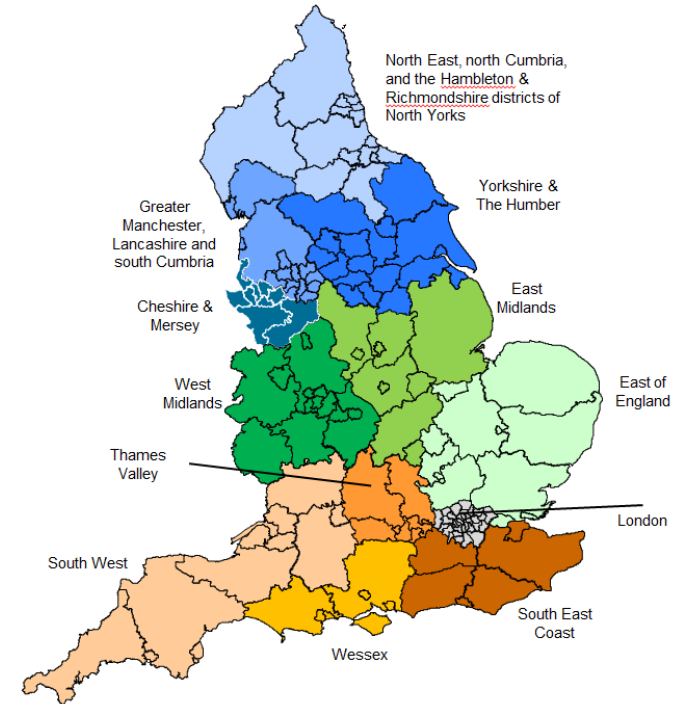 North East, north Cumbria,
and the Hambleton &
Richmondshire districts of
North Yorks
Yorkshire &
The Humber
Greater
Manchester,
Lancashire and
south Cumbria
East
Midlands
Cheshire &
Mersey
West
Midlands
East of
England
Thames
Valley
London
South West
South East
Coast
Wessex